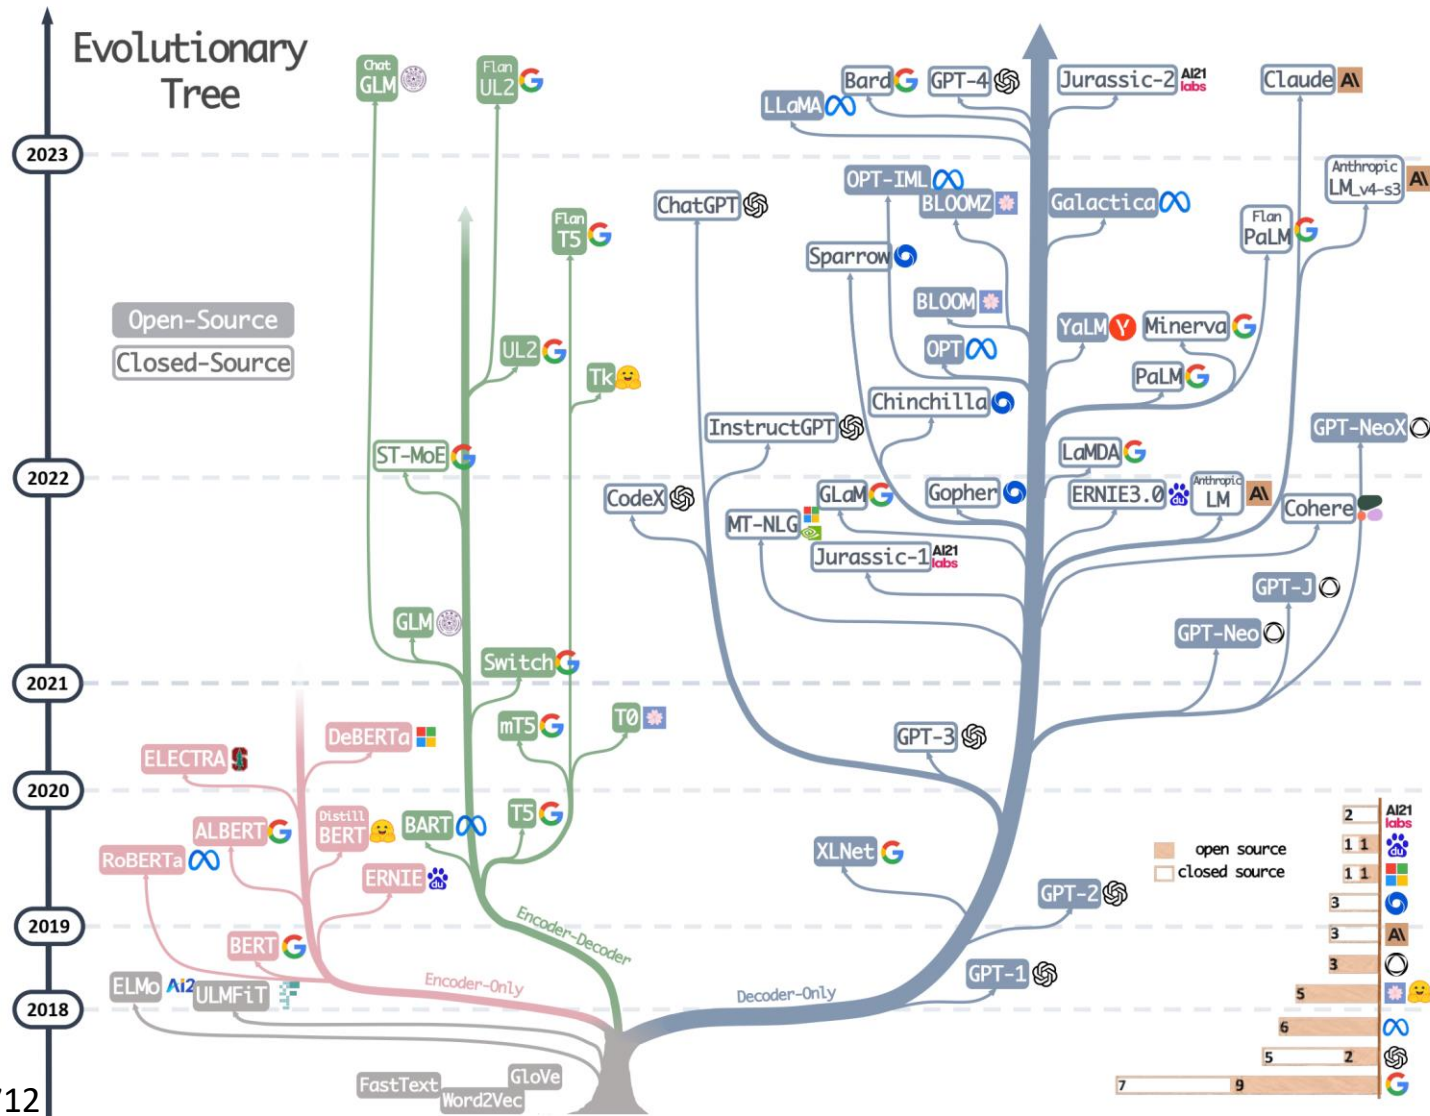 Evolutionary
Tree
2023
2022
2021
2020
2019
2018
Open-Source
Closed-Source
Chat
GLM
Flan
UL2
Bard
GPT-4
Jurassic-2
AI21
labs
Claude
A\
LLaMA
Anthropic
LM_v4-s3
A\
OPT-IML
ChatGPT
BLOOMZ
Galactica
Flan
PaLM
Flan
T5
Sparrow
BLOOM
YaLM
Minerva
UL2
OPT
Tk
PaLM
Chinchilla
InstructGPT
GPT-NeoX
ST-MoE
LaMDA
CodeX
GLaM
Gopher
ERNIE3.0
du
Anthropic
LM
A\
Cohere
MT-NLG
Jurassic-1
AI21
labs
GPT-J
GLM
GPT-Neo
Switch
mT5
T0
DeBERTa
GPT-3
ELECTRA
ALBERT
Distill
BERT
BART
T5
RoBERTa
ERNIE
du
XLNet
GPT-2
BERT
Encoder-Decoder
ELMo
Ai2
ULMFiT
Encoder-Only
Decoder-Only
GPT-1
FastText
Word2Vec
GloVe
open source
closed source
2
AI21
labs
1 1
du
1 1
3
3
A\
3
5
6
5 2
7 9
712